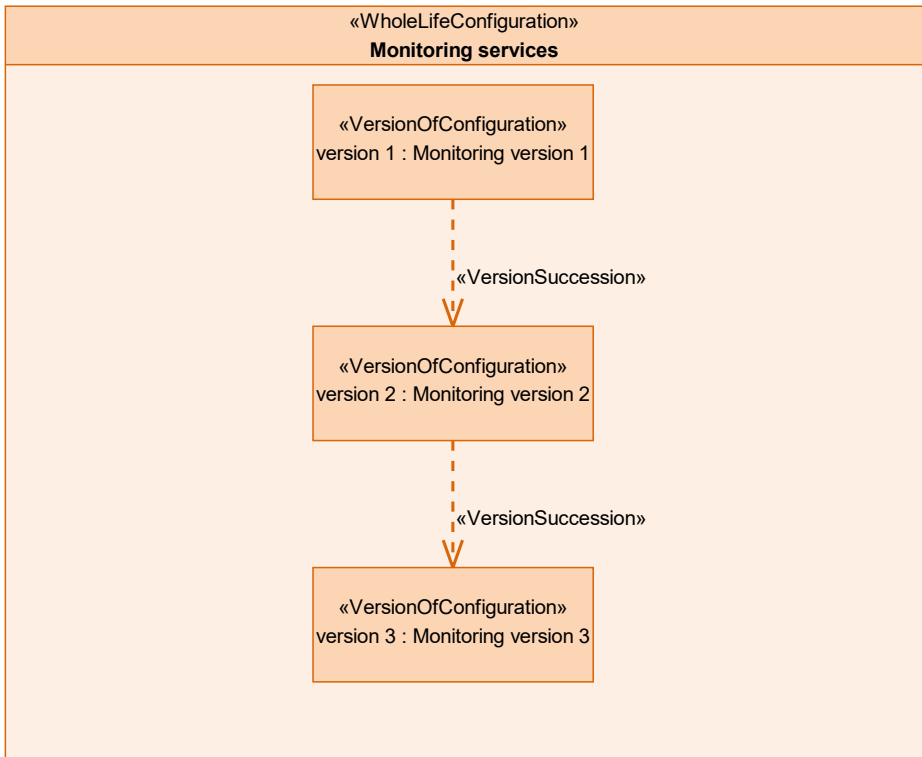 «WholeLifeConfiguration»
Monitoring services
«VersionOfConfiguration»
version 1 : Monitoring version 1
«VersionSuccession»
«VersionOfConfiguration»
version 2 : Monitoring version 2
«VersionSuccession»
«VersionOfConfiguration»
version 3 : Monitoring version 3